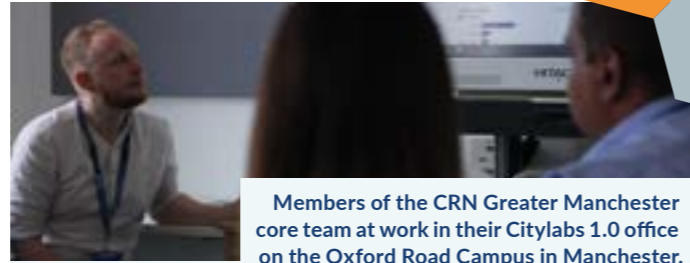 Members of the CRN Greater Manchester
core team at work in their Citylabs 1.0 office
on the Oxford Road Campus in Manchester.